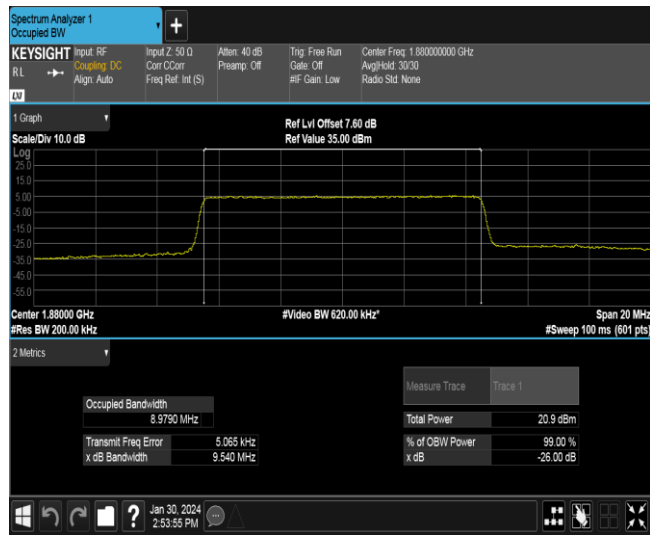 Spectrum Analyzer 1
Occupied BW
+
KEYSIGHT
R L
LXI
Input: RF
Coupling: DC
Align: Auto
Input Z: 50 Ω
Corr CCorr
Freq Ref: Int (S)
Atten: 40 dB
Preamp: Off
Trig: Free Run
Gate: Off
#IF Gain: Low
Center Freq: 1.880000000 GHz
Avg|Hold: 30/30
Radio Std: None
1 Graph
Scale/Div 10.0 dB
Ref Lvl Offset 7.60 dB
Ref Value 35.00 dBm
Log
25.0
15.0
5.00
-5.00
-15.0
-25.0
-35.0
-45.0
-55.0
Center 1.88000 GHz
#Res BW 200.00 kHz
#Video BW 620.00 kHz*
Span 20 MHz
#Sweep 100 ms (601 pts)
2 Metrics
Measure Trace Trace 1
Occupied Bandwidth
8.9790 MHz
Total Power 20.9 dBm
Transmit Freq Error 5.065 kHz
% of OBW Power 99.00 %
x dB Bandwidth 9.540 MHz
x dB -26.00 dB
?
Jan 30, 2024
2:53:55 PM